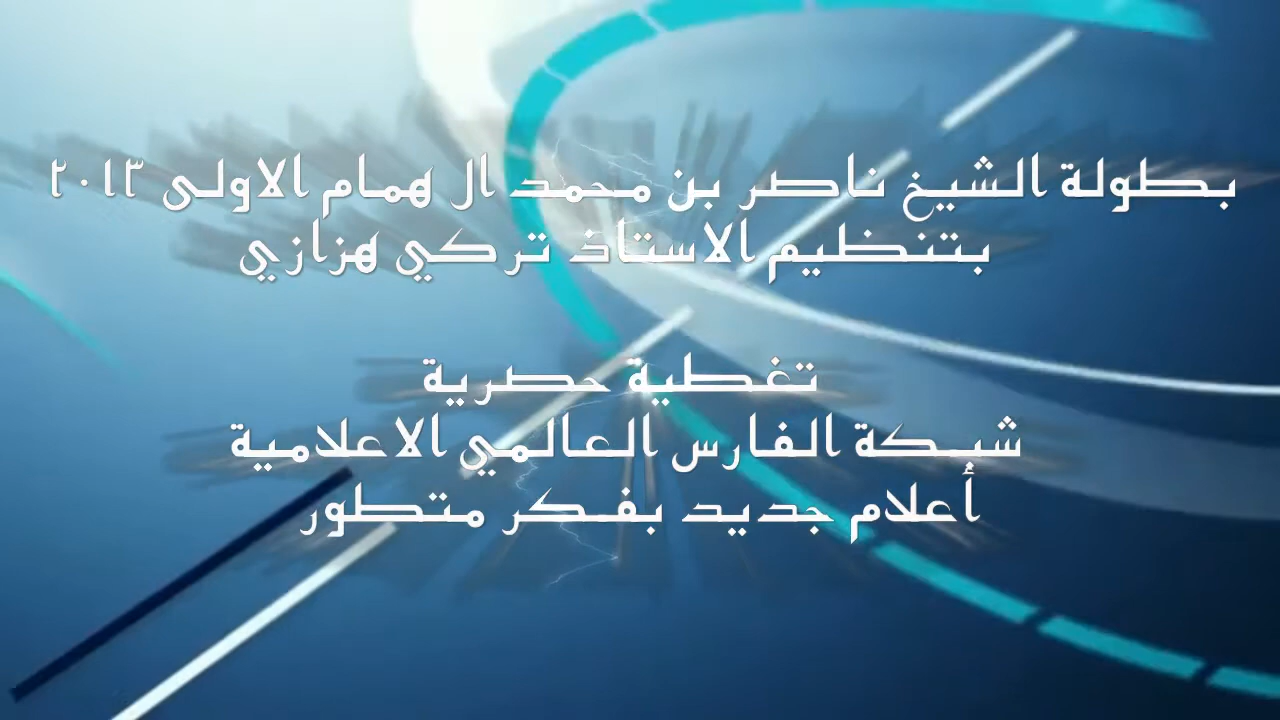 بطولة الشيخ ناصر بن محمد ال همام الاولى ٢٠١٣
بتنظيم الاستاذ تركي هزازي
تغطية حصرية
شبكة الفارس العالمي الاعلامية
أعلام جديد بفكر متطور